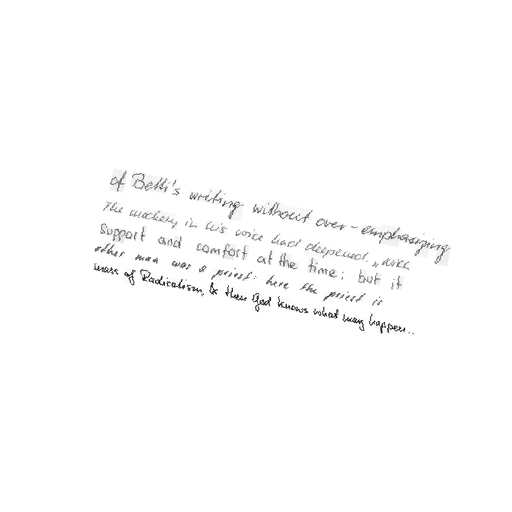 of Betti's writing without over-emphasizing
The mockery in his voice had deepened. "Nice
support and comfort at the time; but it
other man was a priest: here the priest is
mass of Radicalism, & then God knows what may happen..